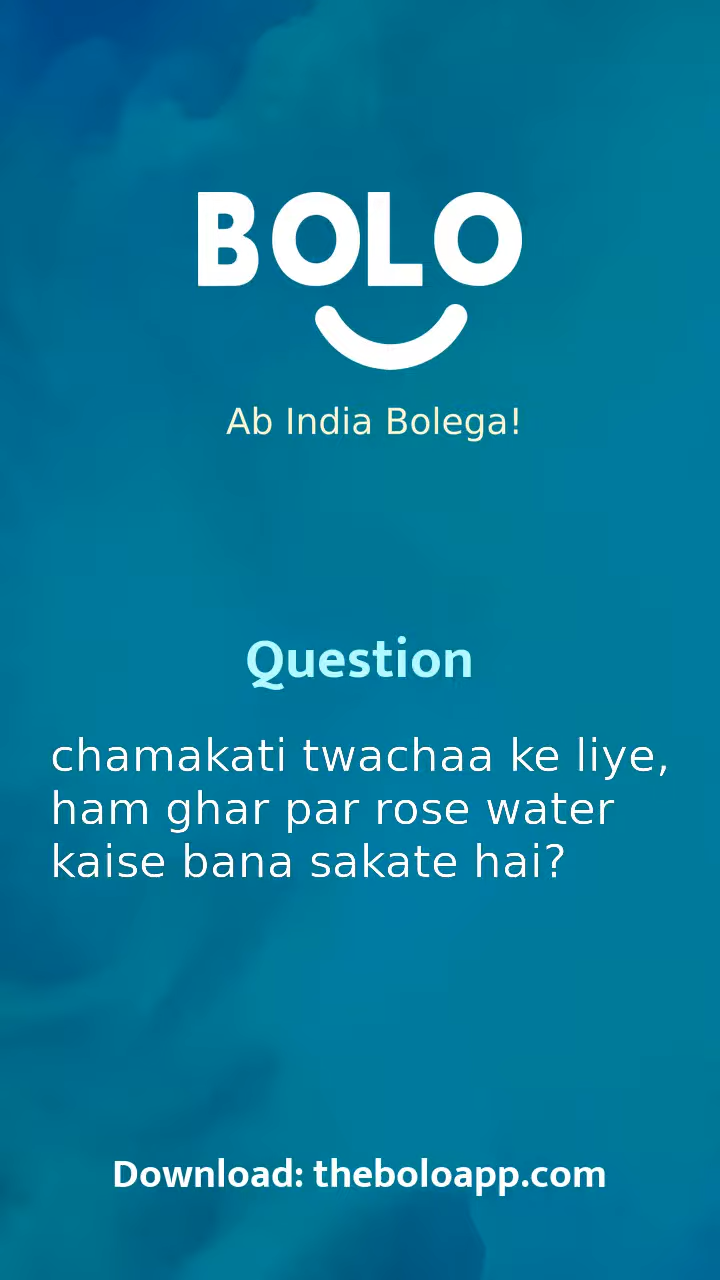 BOLO
Ab India Bolega!
Question
chamakati twachaa ke liye,
ham ghar par rose water
kaise bana sakate hai?
Download: theboloapp.com